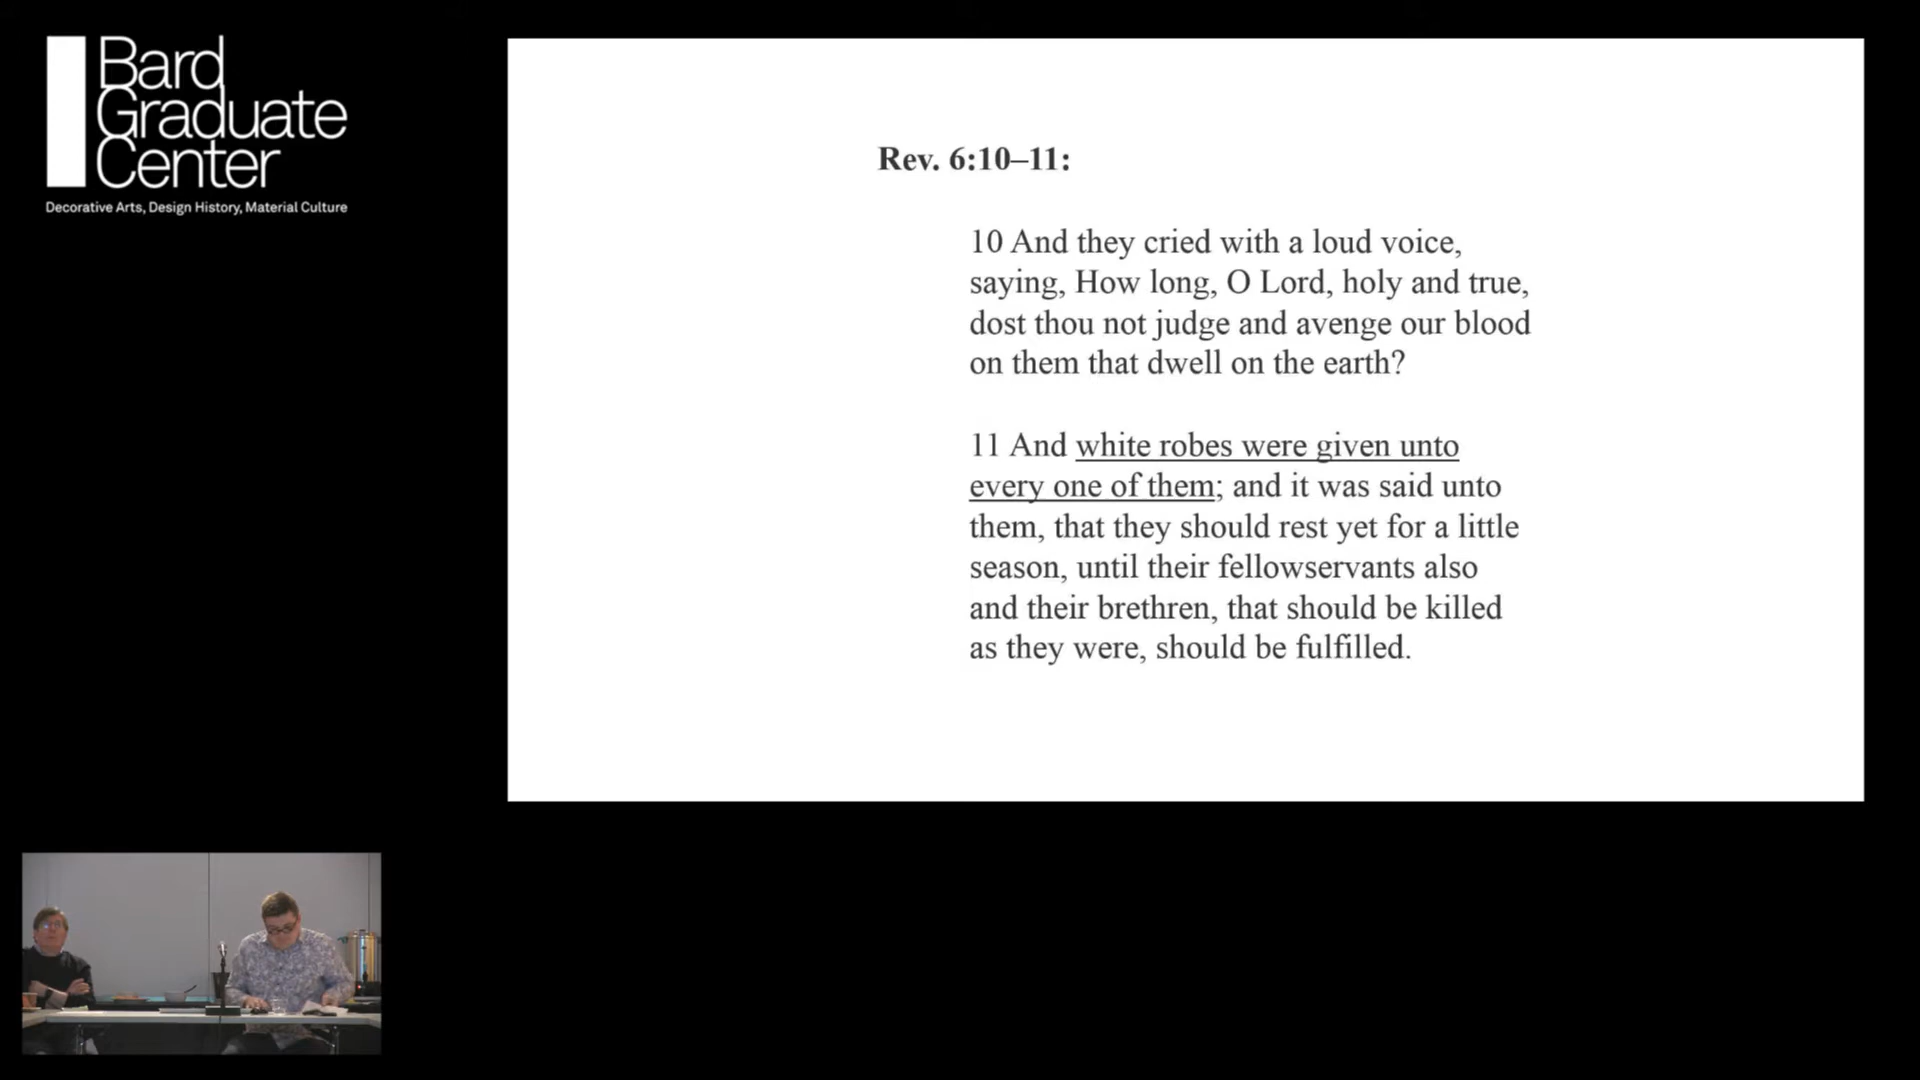 Bard
Graduate
Center
Decorative Arts, Design History, Material Culture
Rev. 6:10–11:
10 And they cried with a loud voice,
saying, How long, O Lord, holy and true,
dost thou not judge and avenge our blood
on them that dwell on the earth?
11 And white robes were given unto
every one of them; and it was said unto
them, that they should rest yet for a little
season, until their fellowservants also
and their brethren, that should be killed
as they were, should be fulfilled.